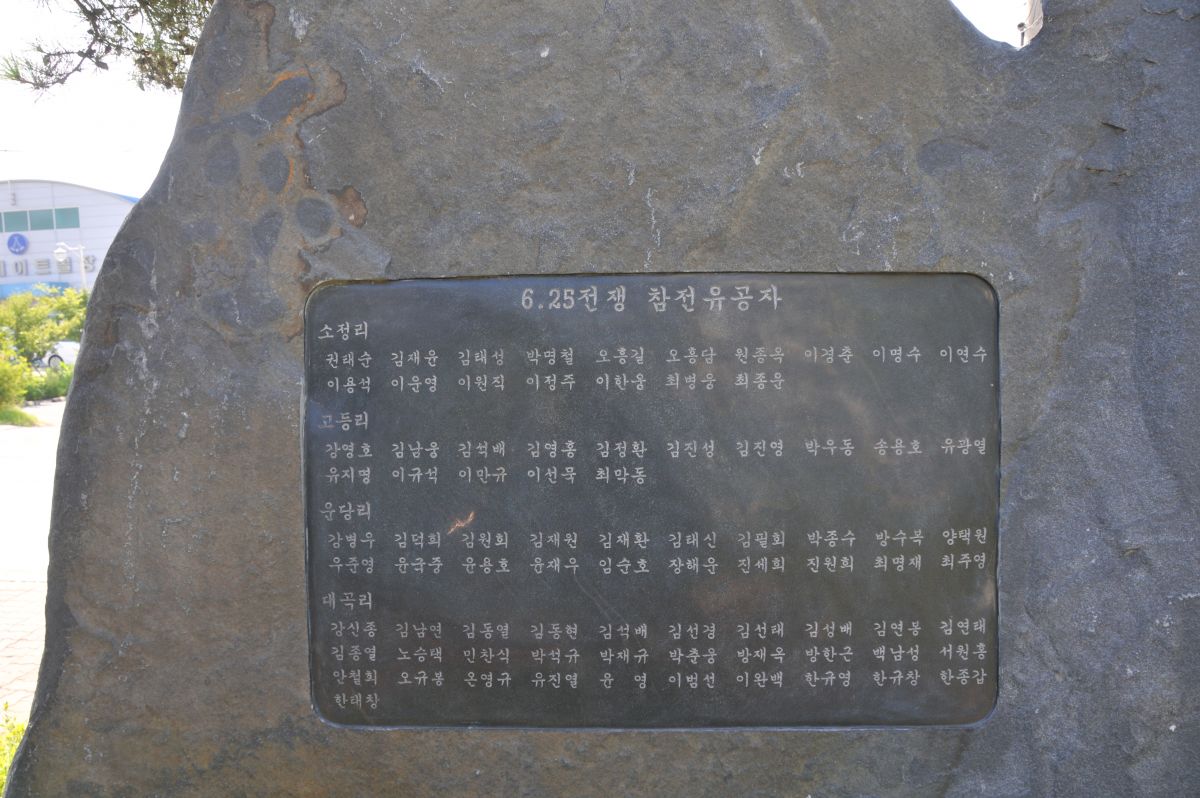 6.25전쟁 참전유공자
소정리
권태순 김재윤 김태성 박명철 오흥길 오흥담 원종옥 이경춘 이명수 이연수
이용석 이운영 이원직 이정주 이한웅 최병웅 최종운
고등리
강영호 김남웅 김석배 김영홍 김정환 김진성 김진영 박우동 송용호 유광열
유지명 이규석 이만규 이선묵 최막동
운당리
강병우 김덕희 김원회 김재원 김재환 김태신 김필회 박종수 방수복 양택원
우준영 윤국중 윤용호 윤재우 임순호 장해운 진세희 진원희 최명재 최주영
대곡리
강신종 김남연 김동열 김동현 김석배 김선경 김선태 김성배 김연봉 김연태
김종열 노승택 민찬식 박석규 박재규 박춘웅 방재옥 방한근 백남성 서원홍
안철희 오규봉 온영규 유진열 윤 영 이범선 이완백 한규영 한규창 한종갑
한태창